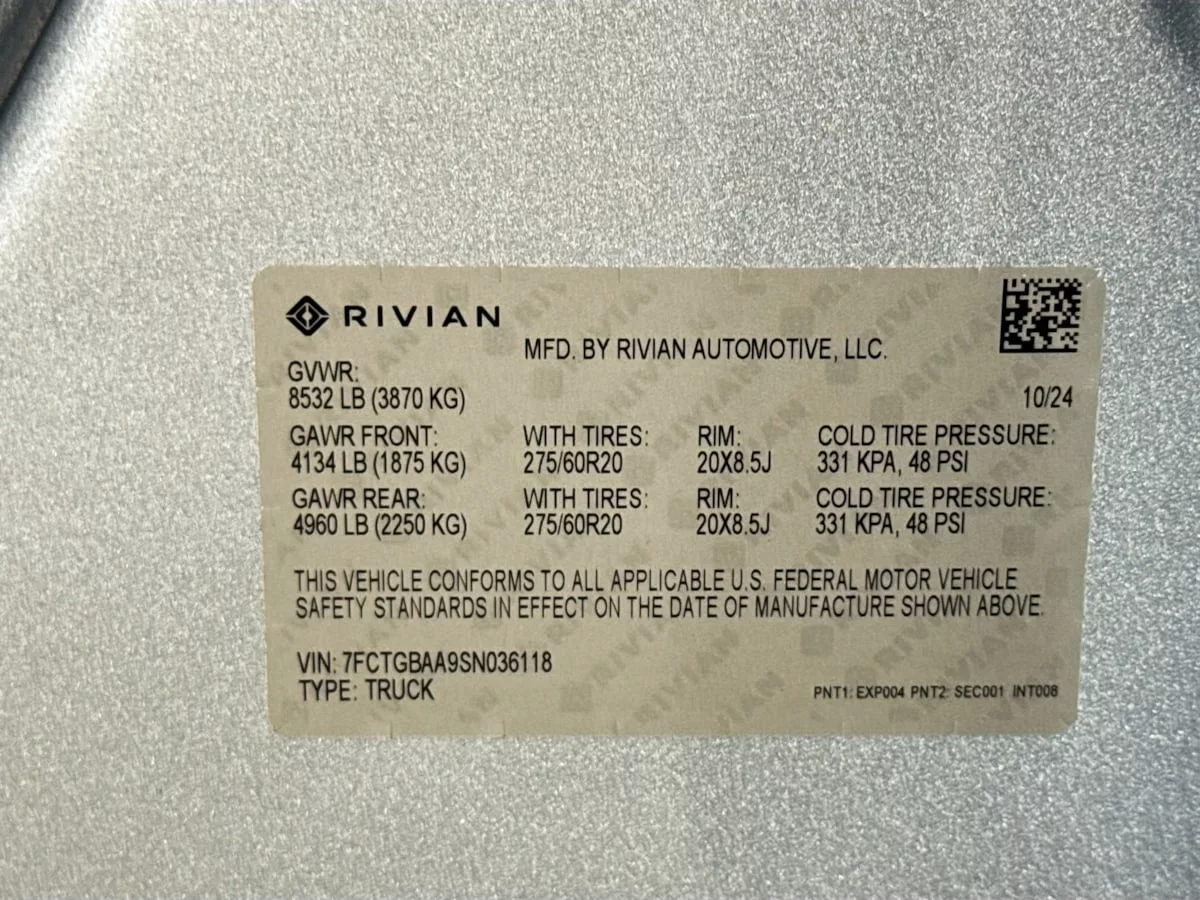 RIVIAN
MFD. BY RIVIAN AUTOMOTIVE, LLC.
GVWR:
8532 LB (3870 KG)
10/24
GAWR FRONT: WITH TIRES: RIM: COLD TIRE PRESSURE:
4134 LB (1875 KG) 275/60R20 20X8.5J 331 KPA, 48 PSI
GAWR REAR: WITH TIRES: RIM: COLD TIRE PRESSURE:
4960 LB (2250 KG) 275/60R20 20X8.5J 331 KPA, 48 PSI
THIS VEHICLE CONFORMS TO ALL APPLICABLE U.S. FEDERAL MOTOR VEHICLE
SAFETY STANDARDS IN EFFECT ON THE DATE OF MANUFACTURE SHOWN ABOVE.
VIN: 7FCTGBAA9SN036118
TYPE: TRUCK
PNT1: EXP004 PNT2: SEC001 INT008